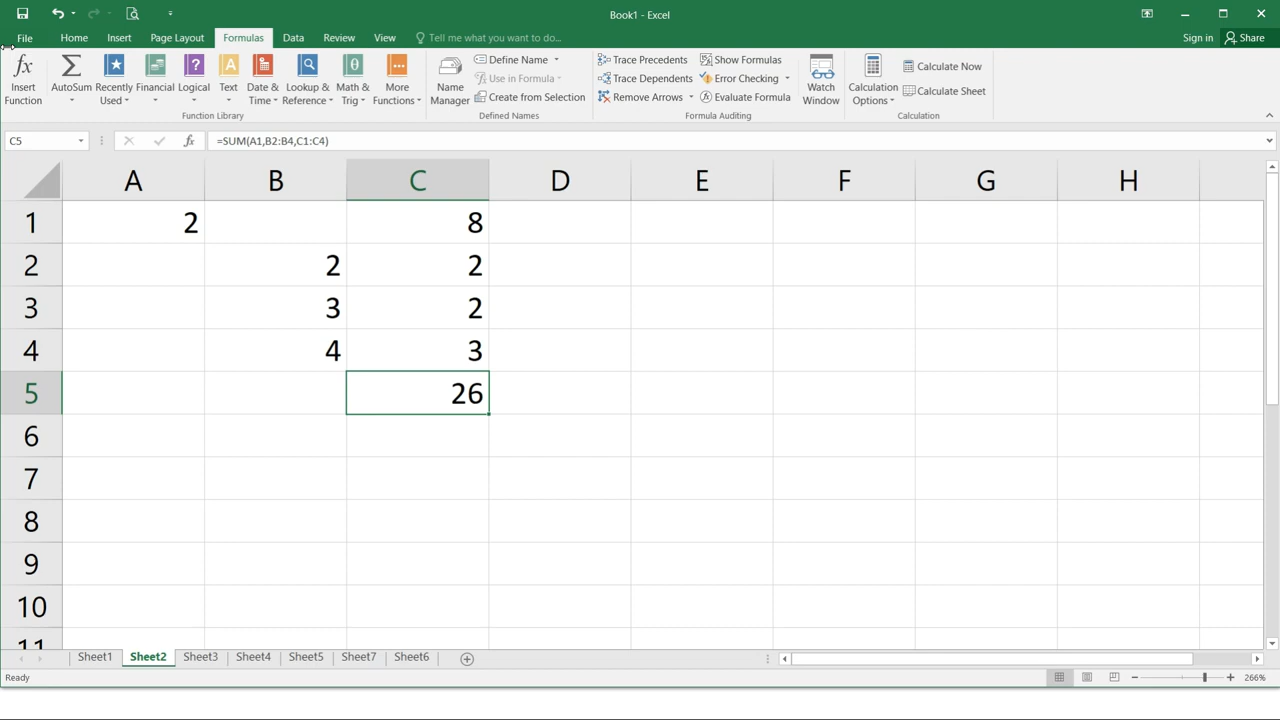 Book1 - Excel
File Home Insert Page Layout Formulas Data Review View Tell me what you want to do... Sign in Share
fx Insert Function
Σ AutoSum
Recently Used
Financial
? Logical
A Text
Date & Time
Lookup & Reference
θ Math & Trig
More Functions
Function Library
Name Manager
Define Name
Use in Formula
Create from Selection
Defined Names
Trace Precedents
Trace Dependents
Remove Arrows
Show Formulas
Error Checking
Evaluate Formula
Formula Auditing
Watch Window
Calculation Options
Calculate Now
Calculate Sheet
Calculation
C5 fx =SUM(A1,B2:B4,C1:C4)
A B C D E F G H
1 2 8
2 2 2
3 3 2
4 4 3
5 26
6
7
8
9
10
11
Sheet1 Sheet2 Sheet3 Sheet4 Sheet5 Sheet7 Sheet6
Ready 266%